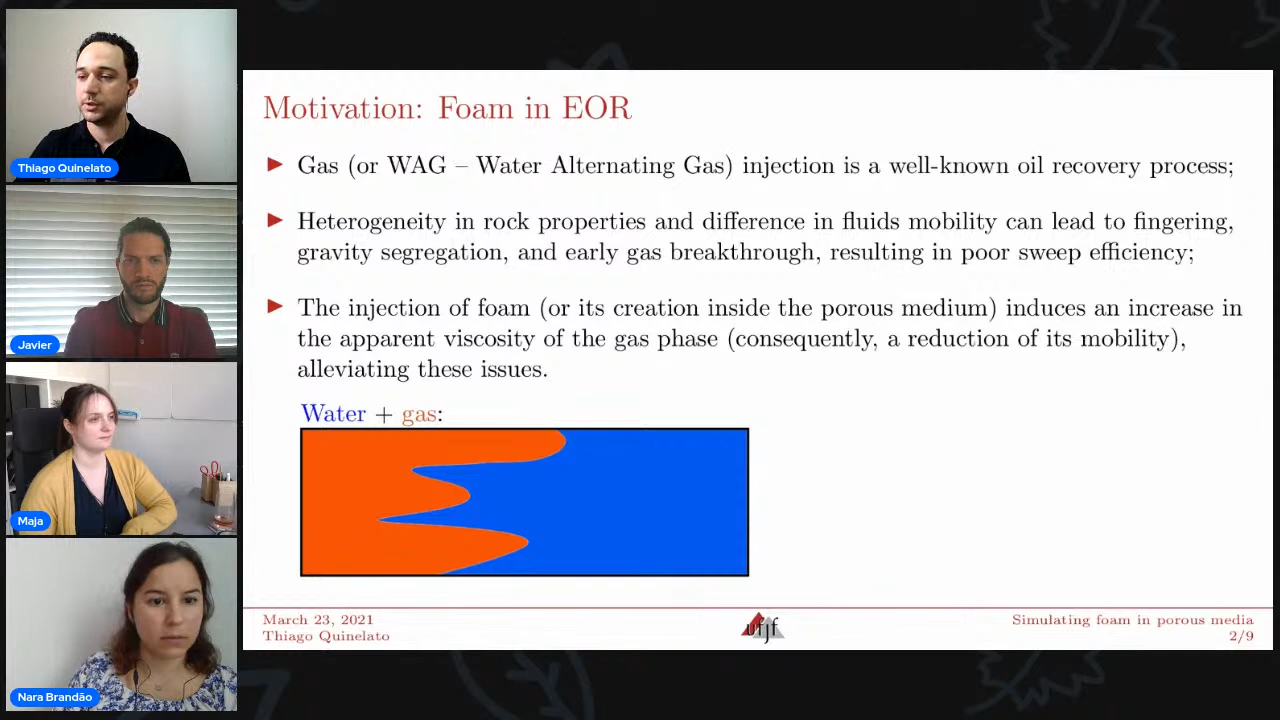 Thiago Quinelato
Javier
Maja
Nara Brandão
Motivation: Foam in EOR
Gas (or WAG – Water Alternating Gas) injection is a well-known oil recovery process;
Heterogeneity in rock properties and difference in fluids mobility can lead to fingering,
gravity segregation, and early gas breakthrough, resulting in poor sweep efficiency;
The injection of foam (or its creation inside the porous medium) induces an increase in
the apparent viscosity of the gas phase (consequently, a reduction of its mobility),
alleviating these issues.
Water + gas:
March 23, 2021
Thiago Quinelato
ufjf
Simulating foam in porous media
2/9